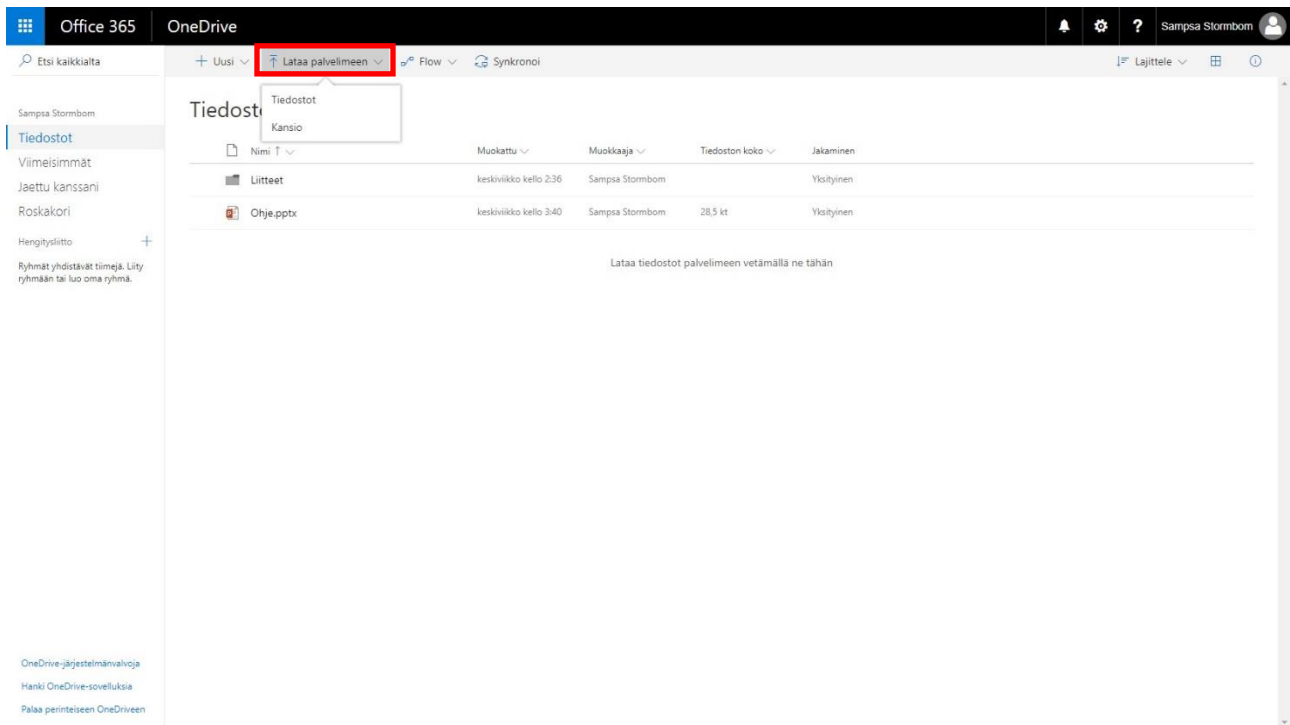 Office 365 OneDrive ? Sampsa Stormbom
Etsi kaikkialta
+ Uusi Lataa palvelimeen Flow Synkronoi Lajittele
Tiedostot
Kansio
Sampsa Stormbom
Tiedostot
Viimeisimmät
Jaettu kanssani
Roskakori
Hengitysliitto +
Ryhmät yhdistävät tiimejä. Liity
ryhmään tai luo oma ryhmä.
Tiedosto
Nimi ↑ Muokattu Muokkaaja Tiedoston koko Jakaminen
Liitteet keskiviikko kello 2:36 Sampsa Stormbom Yksityinen
Ohje.pptx keskiviikko kello 3:40 Sampsa Stormbom 28,5 kt Yksityinen
Lataa tiedostot palvelimeen vetämällä ne tähän
OneDrive-järjestelmänvalvoja
Hanki OneDrive-sovelluksia
Palaa perinteiseen OneDriveen